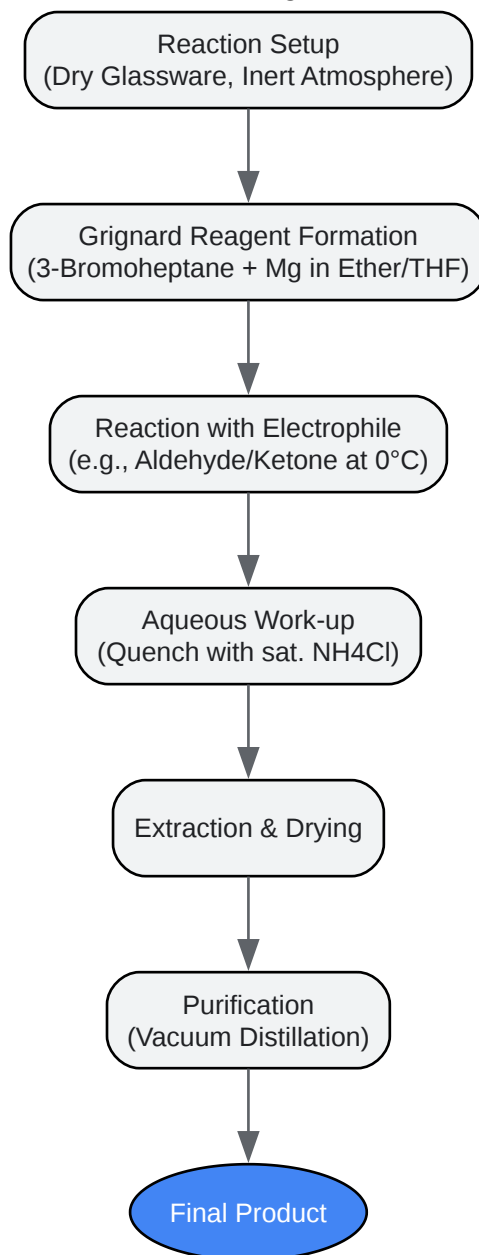 Reaction Setup
(Dry Glassware, Inert Atmosphere)
Grignard Reagent Formation
(3-Bromoheptane + Mg in Ether/THF)
Reaction with Electrophile
(e.g., Aldehyde/Ketone at 0°C)
Aqueous Work-up
(Quench with sat. NH4Cl)
Extraction & Drying
Purification
(Vacuum Distillation)
Final Product